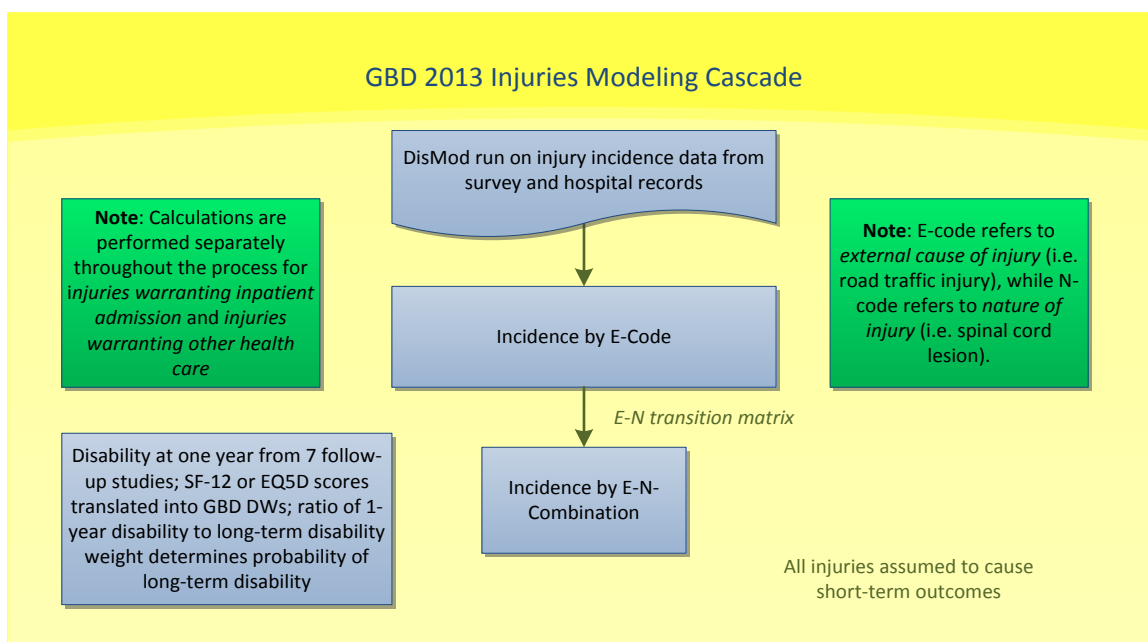 GBD 2013 Injuries Modeling Cascade
DisMod run on injury incidence data from
survey and hospital records
Note: Calculations are
performed separately
throughout the process for
injuries warranting inpatient
admission and injuries
warranting other health
care
Note: E-code refers to
external cause of injury (i.e.
road traffic injury), while N-
code refers to nature of
injury (i.e. spinal cord
lesion).
Incidence by E-Code
E-N transition matrix
Disability at one year from 7 follow-
up studies; SF-12 or EQ5D scores
translated into GBD DWs; ratio of 1-
year disability to long-term disability
weight determines probability of
long-term disability
Incidence by E-N-
Combination
All injuries assumed to cause
short-term outcomes